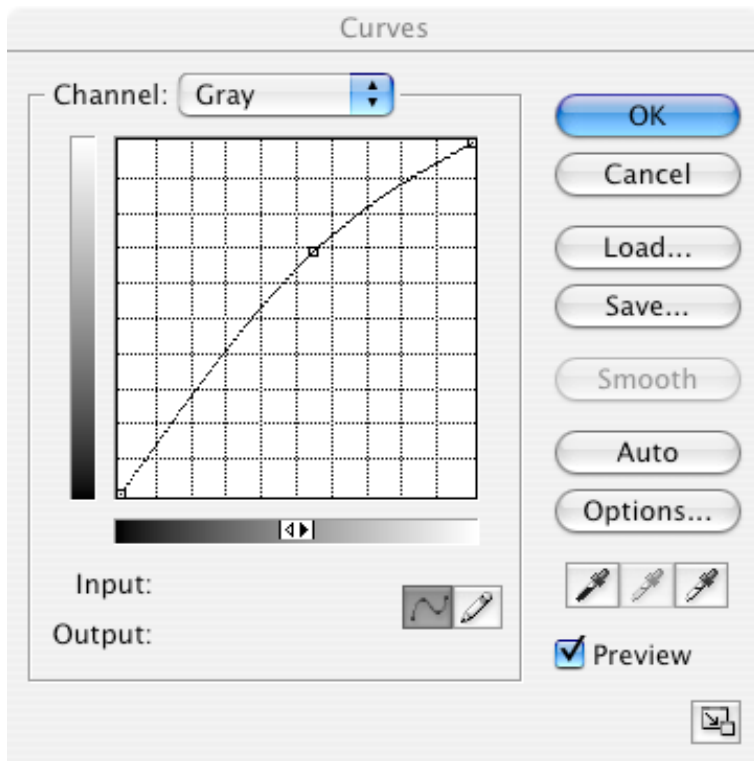 Curves
Channel: Gray
OK
Cancel
Load...
Save...
Smooth
Auto
Options...
Input:
Output:
Preview